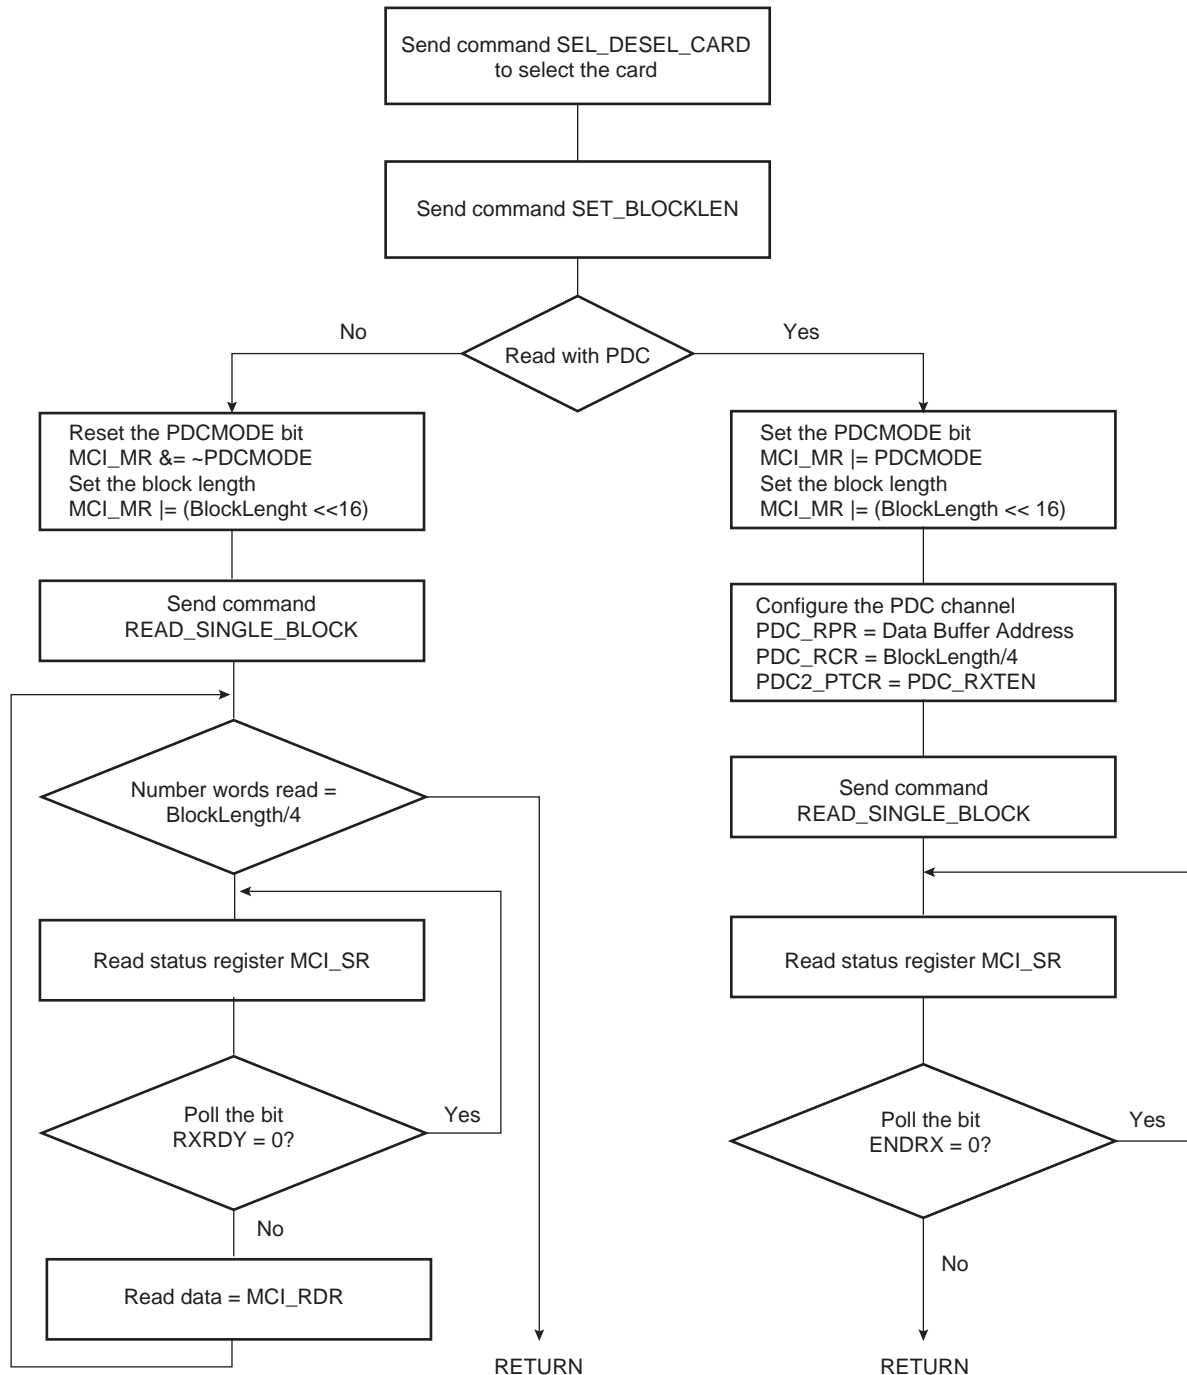 Send command SEL_DESEL_CARD
to select the card
Send command SET_BLOCKLEN
No
Yes
Read with PDC
Reset the PDCMODE bit
MCI_MR &= ~PDCMODE
Set the block length
MCI_MR |= (BlockLenght <<16)
Set the PDCMODE bit
MCI_MR |= PDCMODE
Set the block length
MCI_MR |= (BlockLength << 16)
Send command
READ_SINGLE_BLOCK
Configure the PDC channel
PDC_RPR = Data Buffer Address
PDC_RCR = BlockLength/4
PDC2_PTCR = PDC_RXTEN
Number words read =
BlockLength/4
Send command
READ_SINGLE_BLOCK
Read status register MCI_SR
Read status register MCI_SR
Poll the bit
RXRDY = 0?
Yes
Poll the bit
ENDRX = 0?
Yes
No
No
Read data = MCI_RDR
RETURN
RETURN